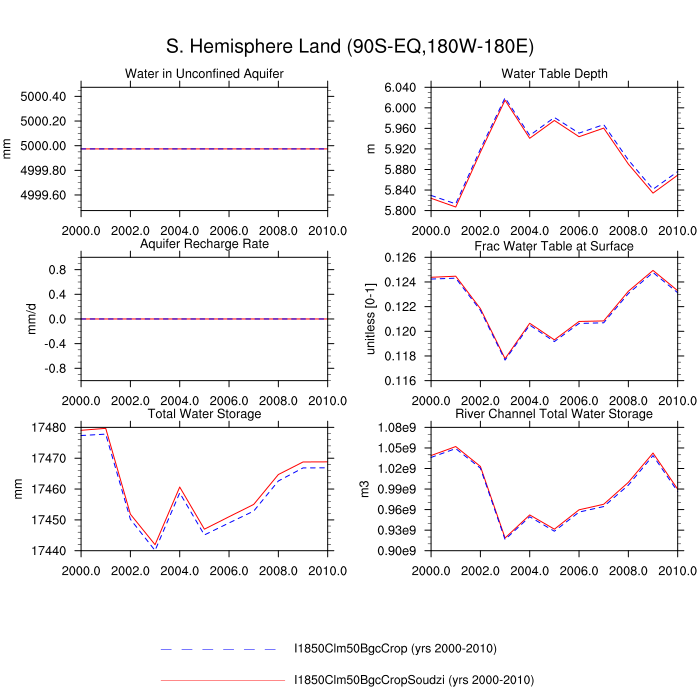 S. Hemisphere Land (90S-EQ,180W-180E)
Water in Unconfined Aquifer
mm
5000.40
5000.20
5000.00
4999.80
4999.60
2000.0 2002.0 2004.0 2006.0 2008.0 2010.0
Water Table Depth
m
6.040
6.000
5.960
5.920
5.880
5.840
5.800
2000.0 2002.0 2004.0 2006.0 2008.0 2010.0
Aquifer Recharge Rate
mm/d
0.8
0.4
0.0
-0.4
-0.8
2000.0 2002.0 2004.0 2006.0 2008.0 2010.0
Frac Water Table at Surface
unitless [0-1]
0.126
0.124
0.122
0.120
0.118
0.116
2000.0 2002.0 2004.0 2006.0 2008.0 2010.0
Total Water Storage
mm
17480
17470
17460
17450
17440
2000.0 2002.0 2004.0 2006.0 2008.0 2010.0
River Channel Total Water Storage
m3
1.08e9
1.05e9
1.02e9
0.99e9
0.96e9
0.93e9
0.90e9
2000.0 2002.0 2004.0 2006.0 2008.0 2010.0
I1850Clm50BgcCrop (yrs 2000-2010)
I1850Clm50BgcCropSoudzi (yrs 2000-2010)